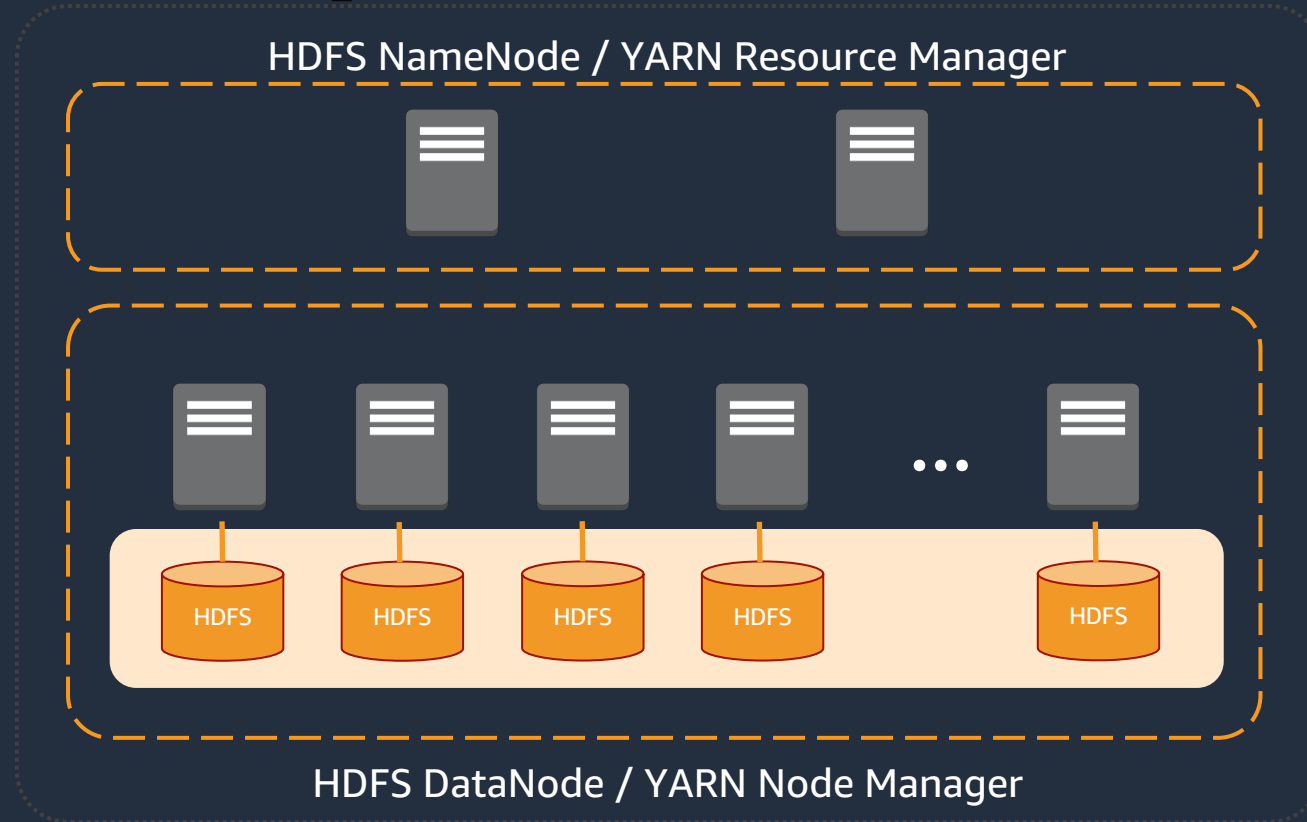 HDFS NameNode / YARN Resource Manager
...
HDFS HDFS HDFS HDFS HDFS
HDFS DataNode / YARN Node Manager